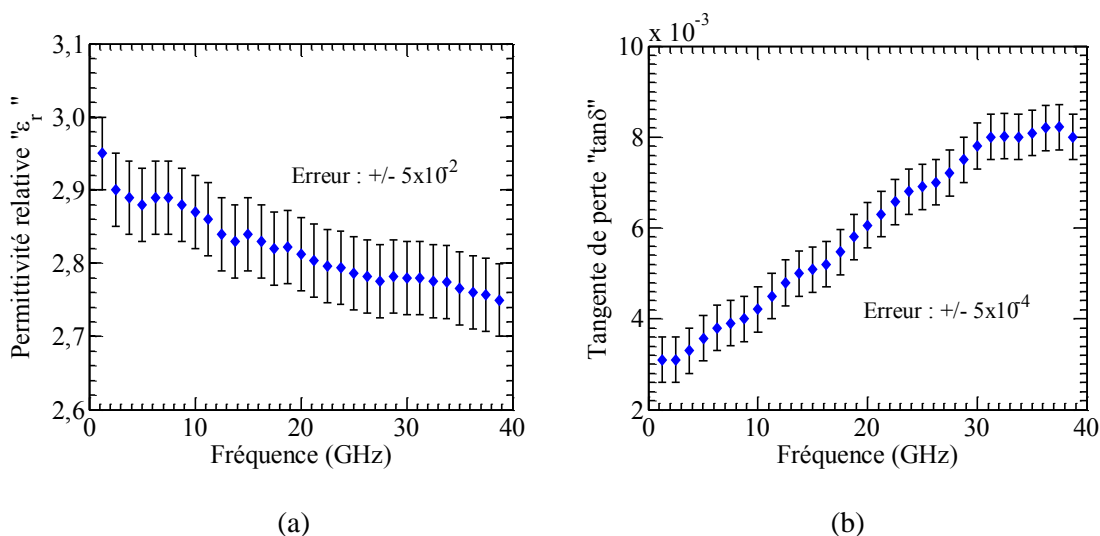 3,1
3,0
2,9
2,8
2,7
2,6
Permittivité relative "ε_r"
Erreur : +/- 5x10^-2
0 10 20 30 40
Fréquence (GHz)
(a)
10 x 10^-3
8
6
4
2
Tangente de perte "tanδ"
Erreur : +/- 5x10^-4
0 10 20 30 40
Fréquence (GHz)
(b)